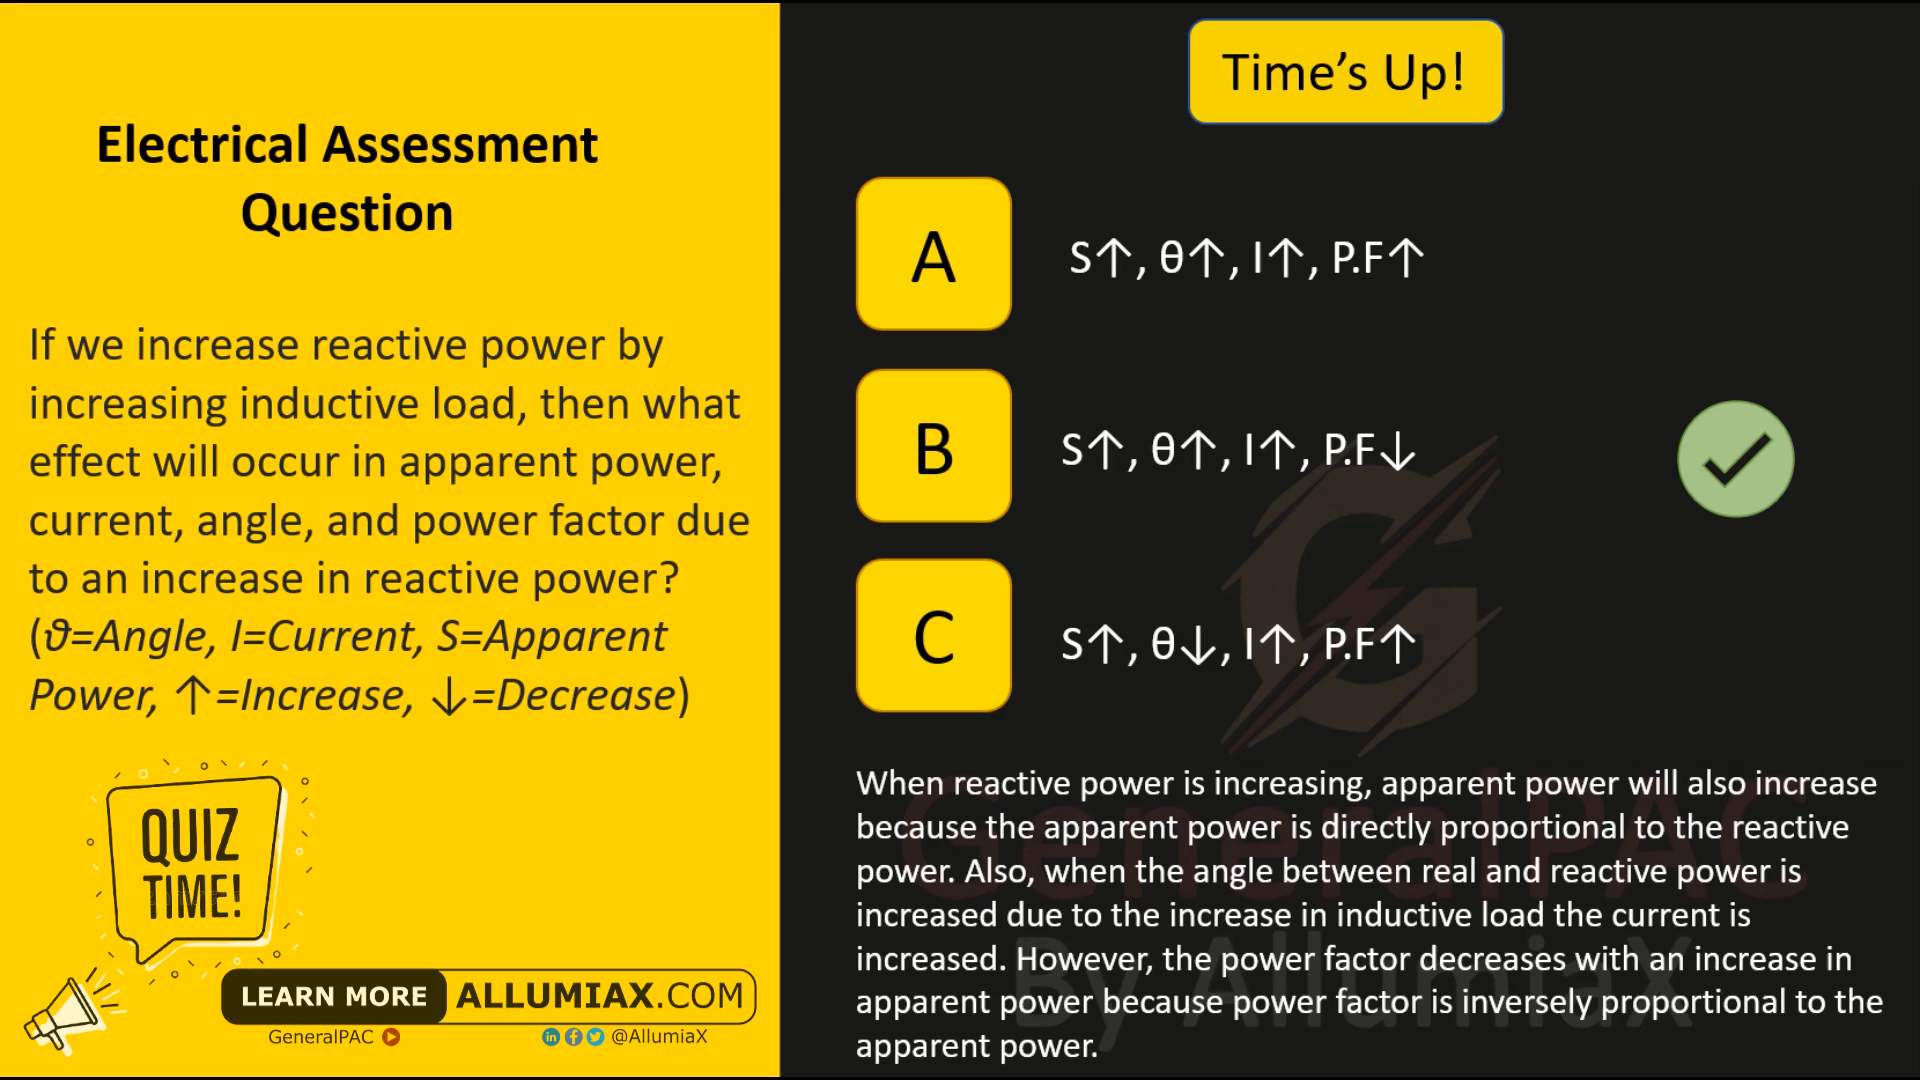 Electrical Assessment
Question
If we increase reactive power by
increasing inductive load, then what
effect will occur in apparent power,
current, angle, and power factor due
to an increase in reactive power?
(ϑ=Angle, I=Current, S=Apparent
Power, ↑=Increase, ↓=Decrease)
QUIZ
TIME!
LEARN MORE ALLUMIAX.COM
GeneralPAC @AllumiaX
Time’s Up!
A S↑, θ↑, I↑, P.F↑
B S↑, θ↑, I↑, P.F↓
C S↑, θ↓, I↑, P.F↑
When reactive power is increasing, apparent power will also increase
because the apparent power is directly proportional to the reactive
power. Also, when the angle between real and reactive power is
increased due to the increase in inductive load the current is
increased. However, the power factor decreases with an increase in
apparent power because power factor is inversely proportional to the
apparent power.
G
GeneralPAC
By AllumiaX